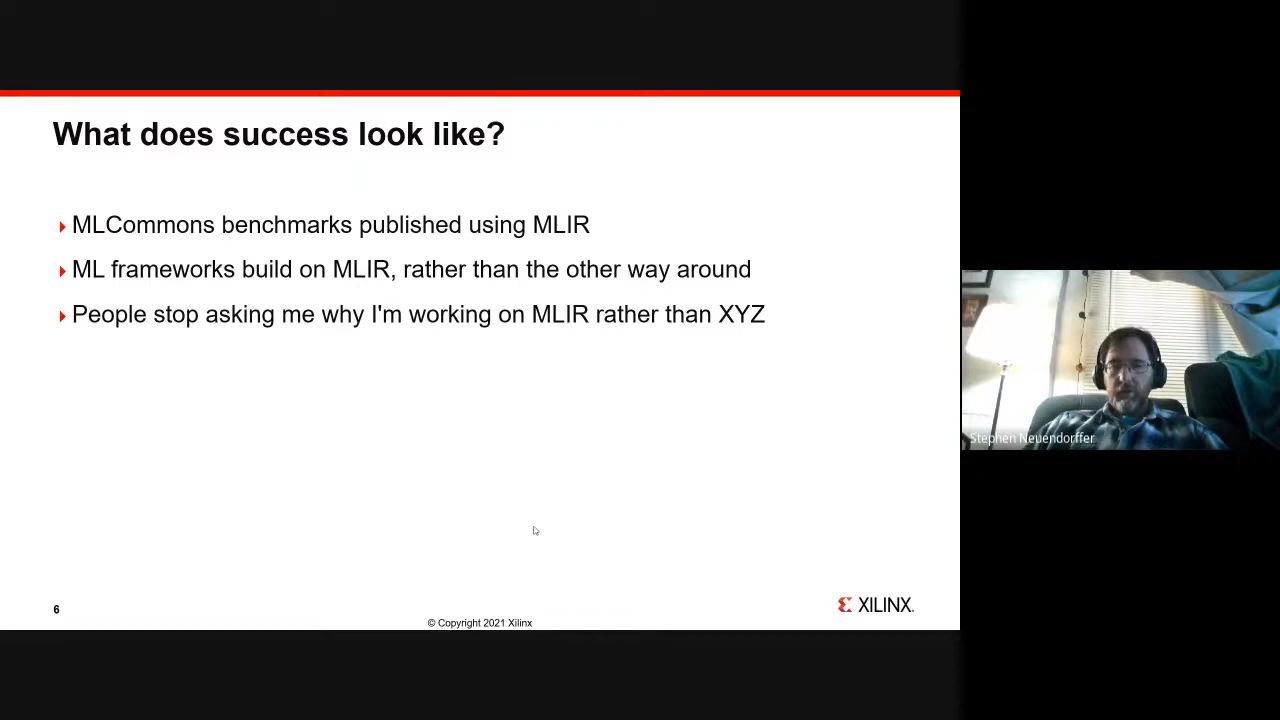 What does success look like?
MLCommons benchmarks published using MLIR
ML frameworks build on MLIR, rather than the other way around
People stop asking me why I'm working on MLIR rather than XYZ
Stephen Neuendorffer
6
XILINX.
© Copyright 2021 Xilinx